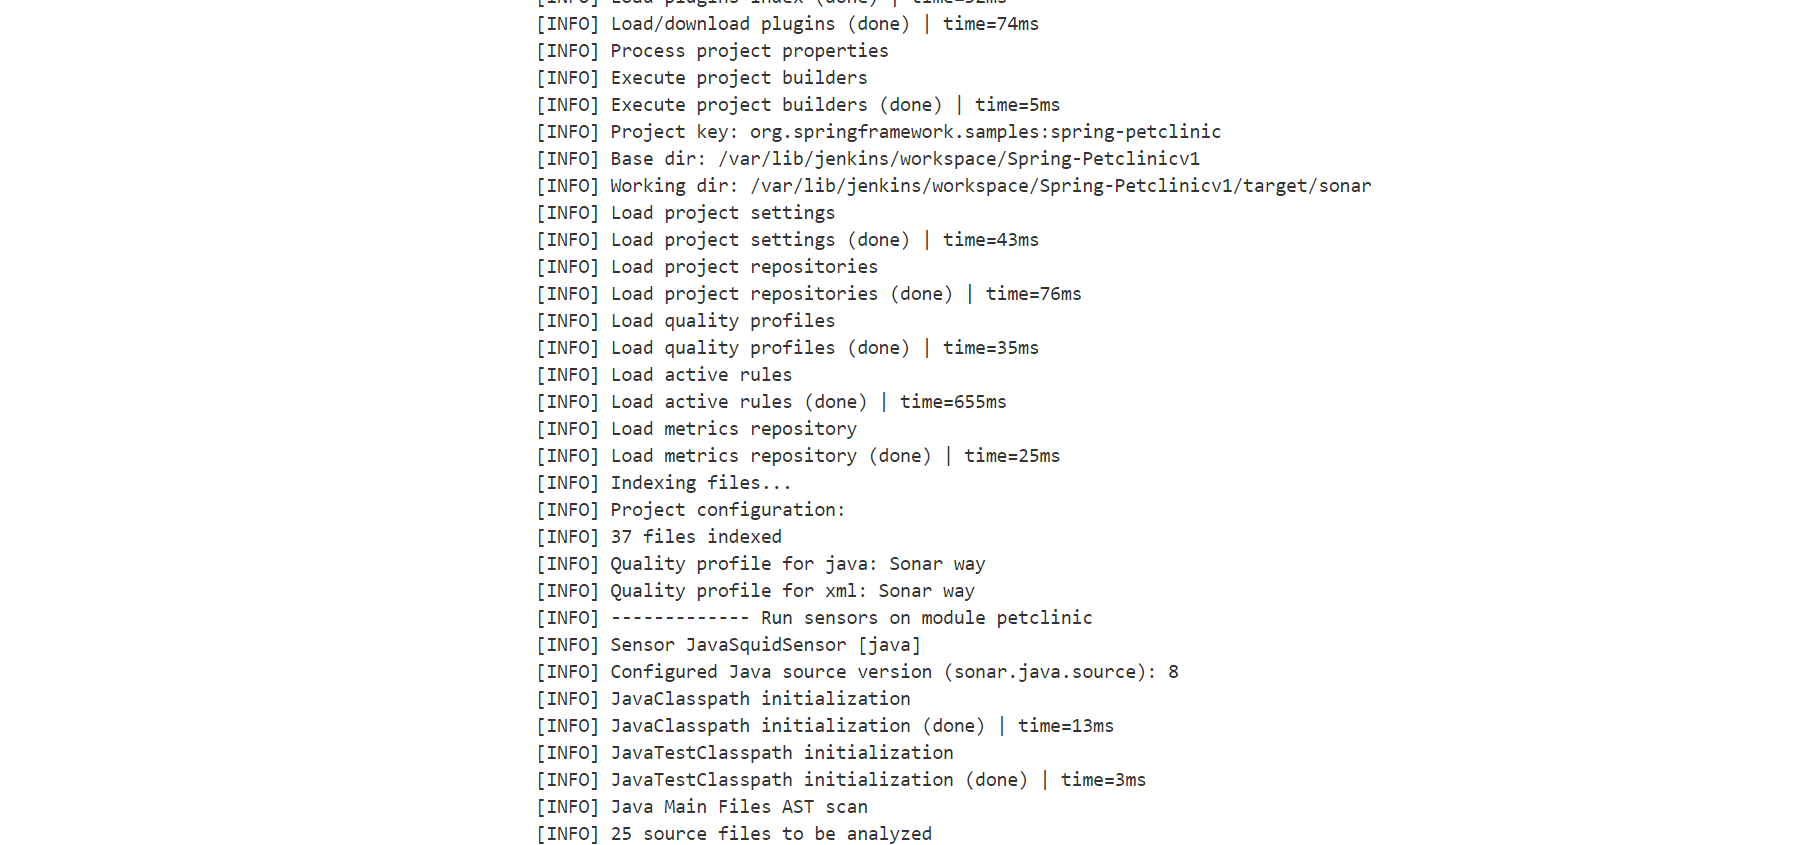 [INFO] Load plugins index (done) | time=52ms
[INFO] Load/download plugins (done) | time=74ms
[INFO] Process project properties
[INFO] Execute project builders
[INFO] Execute project builders (done) | time=5ms
[INFO] Project key: org.springframework.samples:spring-petclinic
[INFO] Base dir: /var/lib/jenkins/workspace/Spring-Petclinicv1
[INFO] Working dir: /var/lib/jenkins/workspace/Spring-Petclinicv1/target/sonar
[INFO] Load project settings
[INFO] Load project settings (done) | time=43ms
[INFO] Load project repositories
[INFO] Load project repositories (done) | time=76ms
[INFO] Load quality profiles
[INFO] Load quality profiles (done) | time=35ms
[INFO] Load active rules
[INFO] Load active rules (done) | time=655ms
[INFO] Load metrics repository
[INFO] Load metrics repository (done) | time=25ms
[INFO] Indexing files...
[INFO] Project configuration:
[INFO] 37 files indexed
[INFO] Quality profile for java: Sonar way
[INFO] Quality profile for xml: Sonar way
[INFO] ------------- Run sensors on module petclinic
[INFO] Sensor JavaSquidSensor [java]
[INFO] Configured Java source version (sonar.java.source): 8
[INFO] JavaClasspath initialization
[INFO] JavaClasspath initialization (done) | time=13ms
[INFO] JavaTestClasspath initialization
[INFO] JavaTestClasspath initialization (done) | time=3ms
[INFO] Java Main Files AST scan
[INFO] 25 source files to be analyzed